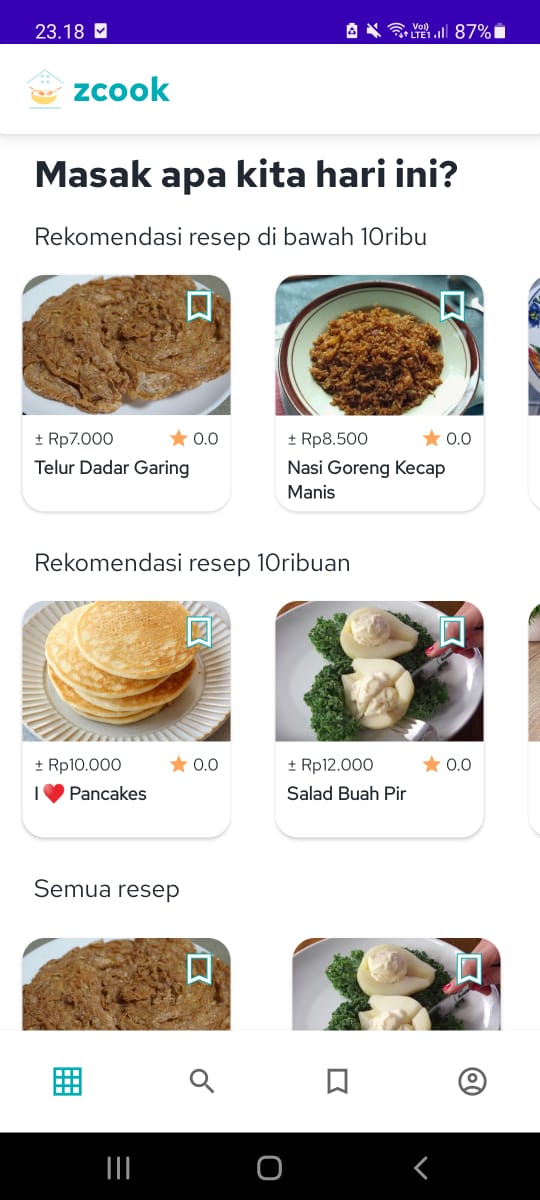 23.18
Vo))
LTE1
87%
zcook
Masak apa kita hari ini?
Rekomendasi resep di bawah 10ribu
± Rp7.000
0.0
Telur Dadar Garing
± Rp8.500
0.0
Nasi Goreng Kecap
Manis
Rekomendasi resep 10ribuan
± Rp10.000
0.0
I ❤️ Pancakes
± Rp12.000
0.0
Salad Buah Pir
Semua resep